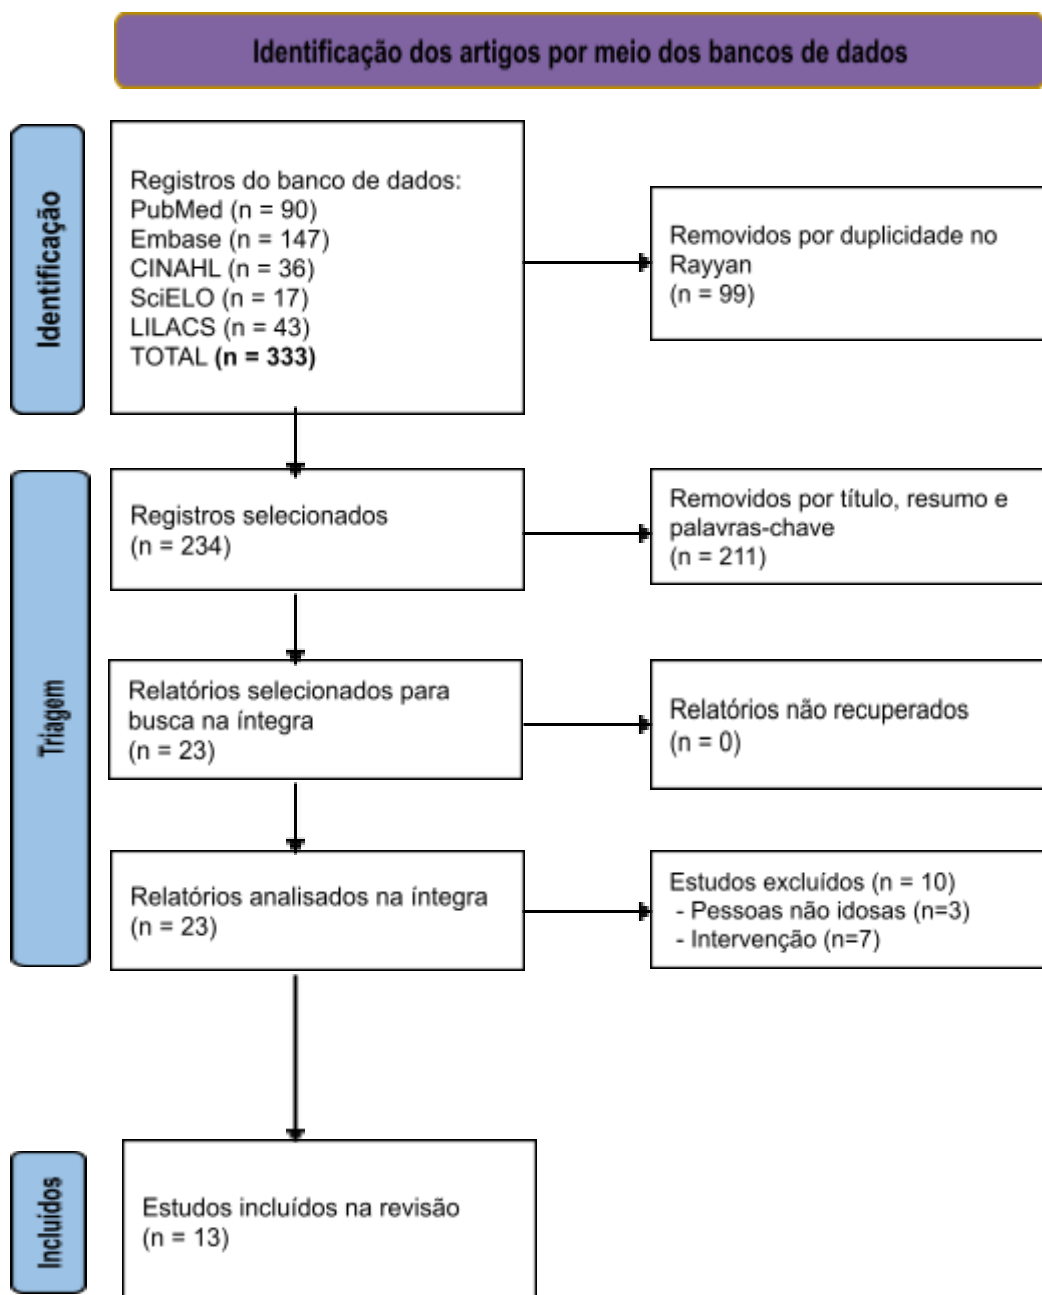 Identificação dos artigos por meio dos bancos de dados
Identificação
Registros do banco de dados:
PubMed (n = 90)
Embase (n = 147)
CINAHL (n = 36)
SciELO (n = 17)
LILACS (n = 43)
TOTAL (n = 333)
Removidos por duplicidade no
Rayyan
(n = 99)
Triagem
Registros selecionados
(n = 234)
Removidos por título, resumo e
palavras-chave
(n = 211)
Relatórios selecionados para
busca na íntegra
(n = 23)
Relatórios não recuperados
(n = 0)
Relatórios analisados na íntegra
(n = 23)
Estudos excluídos (n = 10)
- Pessoas não idosas (n=3)
- Intervenção (n=7)
Incluídos
Estudos incluídos na revisão
(n = 13)